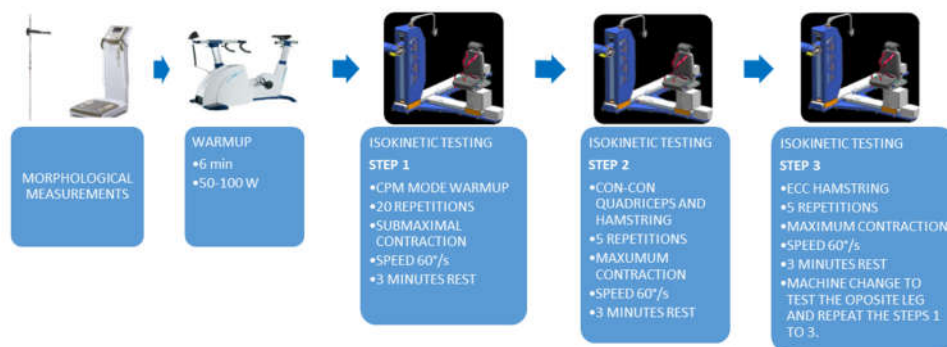 MORPHOLOGICAL
MEASUREMENTS
WARMUP
•6 min
•50-100 W
ISOKINETIC TESTING
STEP 1
•CPM MODE WARMUP
•20 REPETITIONS
•SUBMAXIMAL
CONTRACTION
•SPEED 60°/s
•3 MINUTES REST
ISOKINETIC TESTING
STEP 2
•CON-CON
QUADRICEPS AND
HAMSTRING
•5 REPETITIONS
•MAXUMUM
CONTRACTION
•SPEED 60°/s
•3 MINUTES REST
ISOKINETIC TESTING
STEP 3
•ECC HAMSTRING
•5 REPETITIONS
•MAXIMUM CONTRACTION
•SPEED 60°/s
•3 MINUTES REST
•MACHINE CHANGE TO
TEST THE OPOSITE LEG
AND REPEAT THE STEPS 1
TO 3.